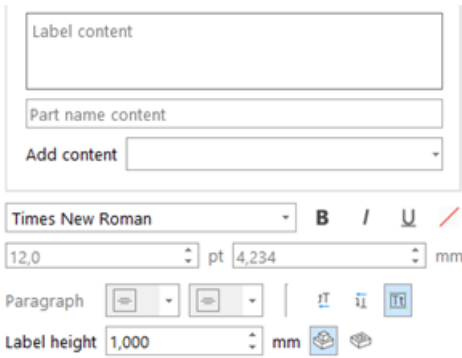 Label content
Part name content
Add content
Times New Roman B I U
12,0 pt 4,234 mm
Paragraph
Label height 1,000 mm